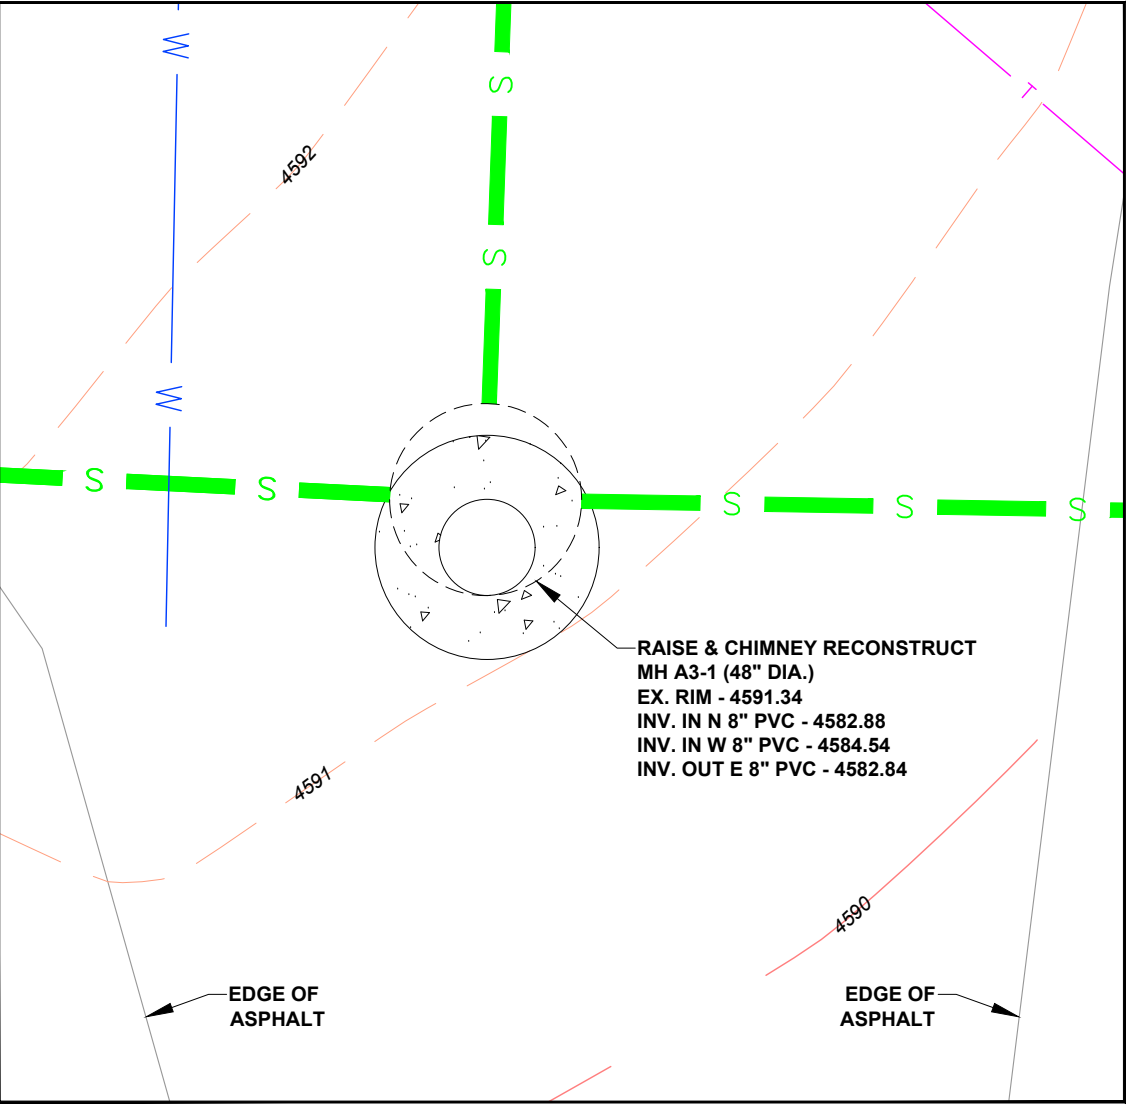 W
S
T
4592
S
W
S
S
S
S
S
RAISE & CHIMNEY RECONSTRUCT
MH A3-1 (48" DIA.)
EX. RIM - 4591.34
INV. IN N 8" PVC - 4582.88
INV. IN W 8" PVC - 4584.54
INV. OUT E 8" PVC - 4582.84
4591
4590
EDGE OF
ASPHALT
EDGE OF
ASPHALT